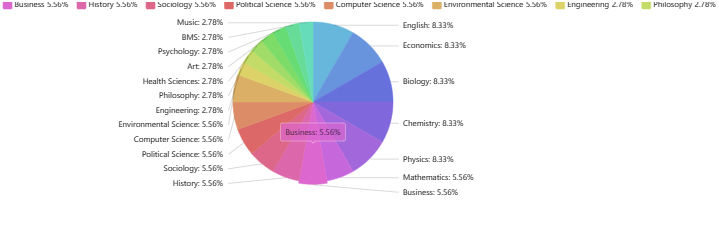 Business 5.56% History 5.56% Sociology 5.56% Political Science 5.56% Computer Science 5.56% Environmental Science 5.56% Engineering 2.78% Philosophy 2.78%
Music: 2.78%
BMS: 2.78%
Psychology: 2.78%
Art: 2.78%
Health Sciences: 2.78%
Philosophy: 2.78%
Engineering: 2.78%
Environmental Science: 5.56%
Computer Science: 5.56%
Political Science: 5.56%
Sociology: 5.56%
History: 5.56%
Business: 5.56%
English: 8.33%
Economics: 8.33%
Biology: 8.33%
Chemistry: 8.33%
Physics: 8.33%
Mathematics: 5.56%
Business: 5.56%